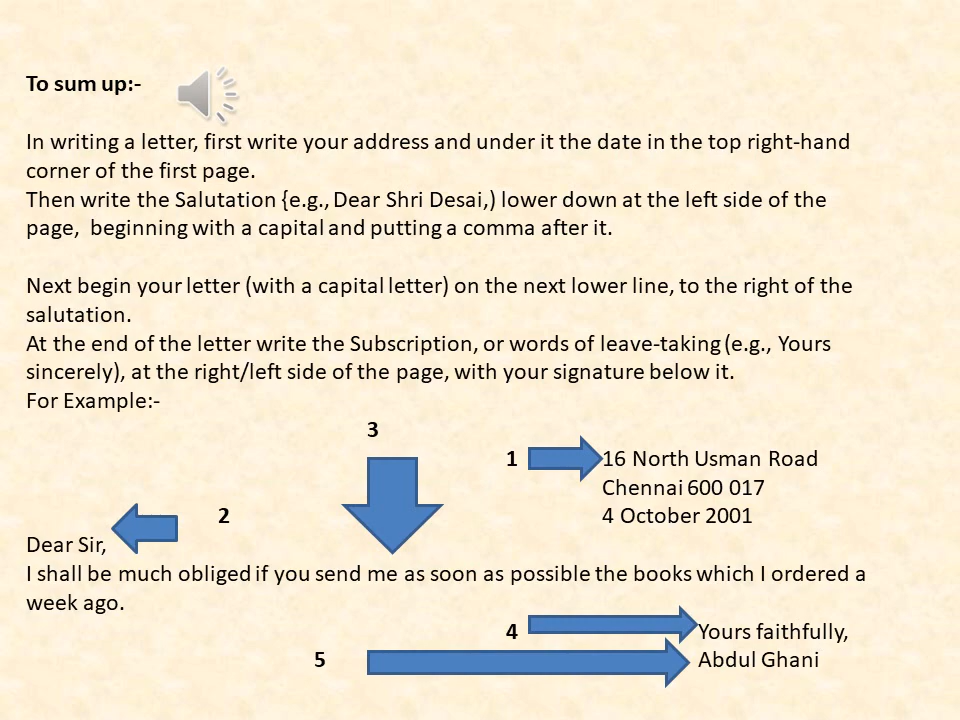 To sum up:-
In writing a letter, first write your address and under it the date in the top right-hand
corner of the first page.
Then write the Salutation {e.g., Dear Shri Desai,) lower down at the left side of the
page, beginning with a capital and putting a comma after it.
Next begin your letter (with a capital letter) on the next lower line, to the right of the
salutation.
At the end of the letter write the Subscription, or words of leave-taking (e.g., Yours
sincerely), at the right/left side of the page, with your signature below it.
For Example:-
3
1 16 North Usman Road
Chennai 600 017
2 4 October 2001
Dear Sir,
I shall be much obliged if you send me as soon as possible the books which I ordered a
week ago.
4 Yours faithfully,
5 Abdul Ghani